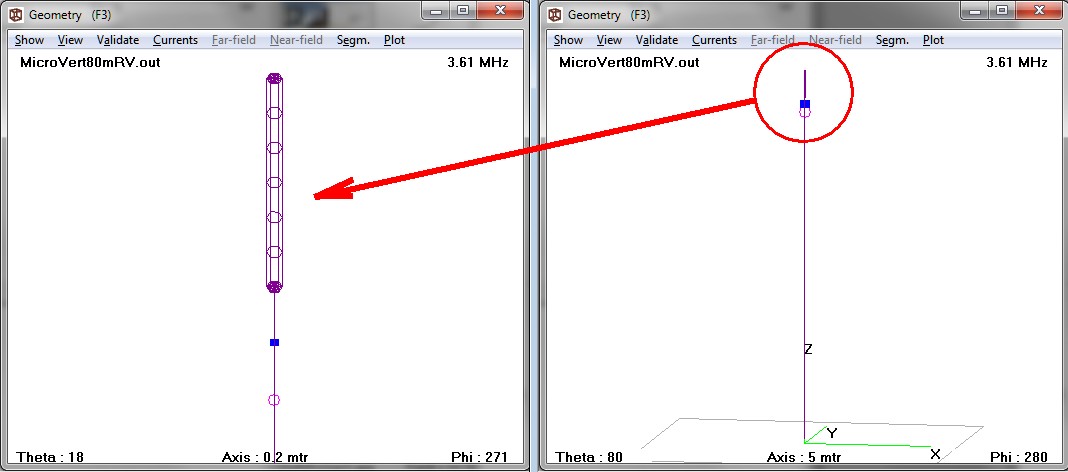 Geometry (F3)
Show View Validate Currents Far-field Near-field Segm. Plot
MicroVert80mRV.out 3.61 MHz
Theta : 18 Axis : 0.2 mtr Phi : 271
Geometry (F3)
Show View Validate Currents Far-field Near-field Segm. Plot
MicroVert80mRV.out 3.61 MHz
Z
Y
X
Theta : 80 Axis : 5 mtr Phi : 280